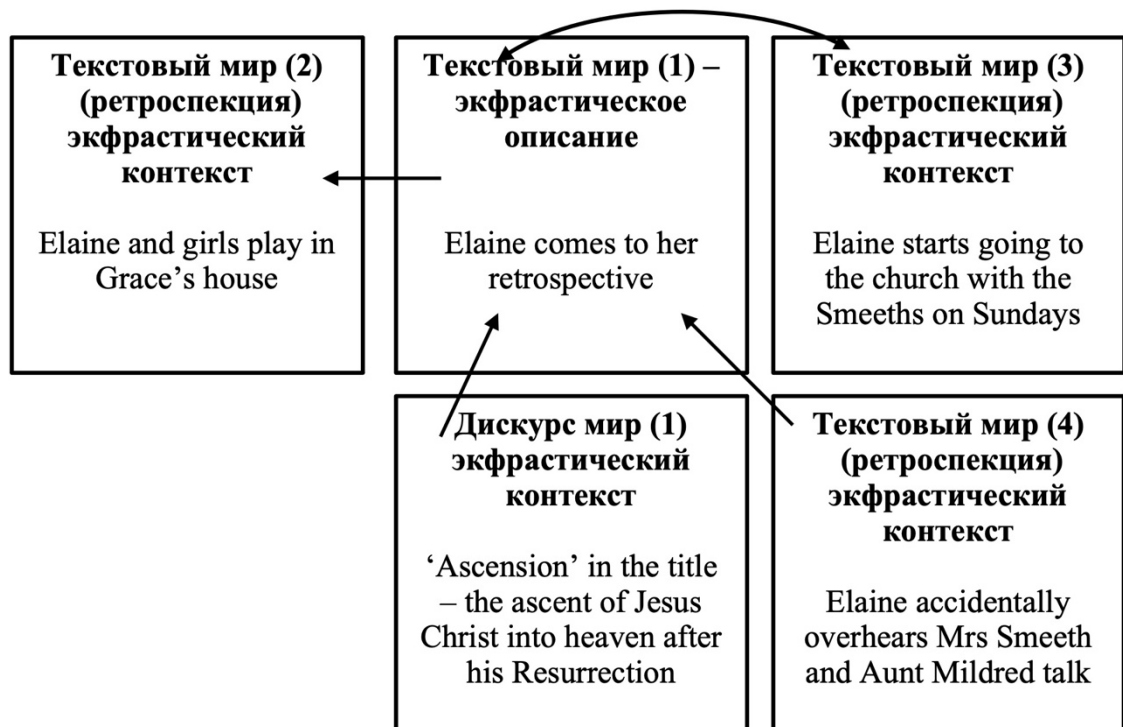 Текстовый мир (2)
(ретроспекция)
экфрастический
контекст
Elaine and girls play in
Grace’s house
Текстовый мир (1) –
экфрастическое
описание
Elaine comes to her
retrospective
Текстовый мир (3)
(ретроспекция)
экфрастический
контекст
Elaine starts going to
the church with the
Smeeths on Sundays
Дискурс мир (1)
экфрастический
контекст
‘Ascension’ in the title
– the ascent of Jesus
Christ into heaven after
his Resurrection
Текстовый мир (4)
(ретроспекция)
экфрастический
контекст
Elaine accidentally
overhears Mrs Smeeth
and Aunt Mildred talk